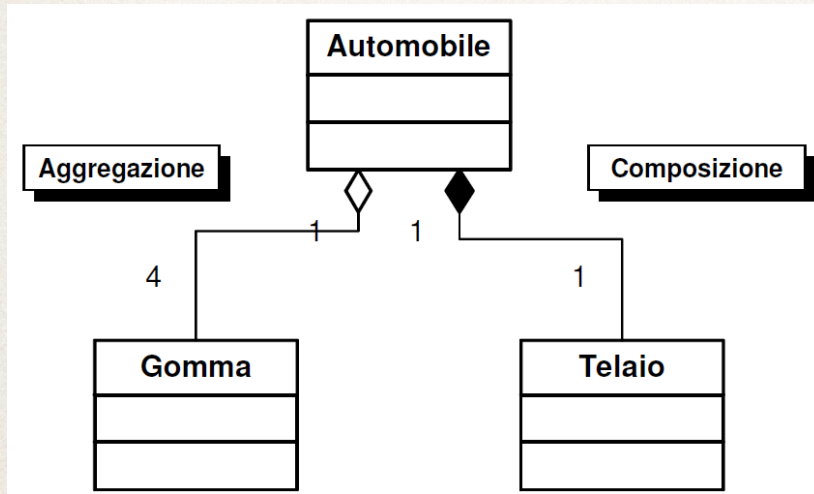 Automobile
Aggregazione
Composizione
1
1
4
1
Gomma
Telaio